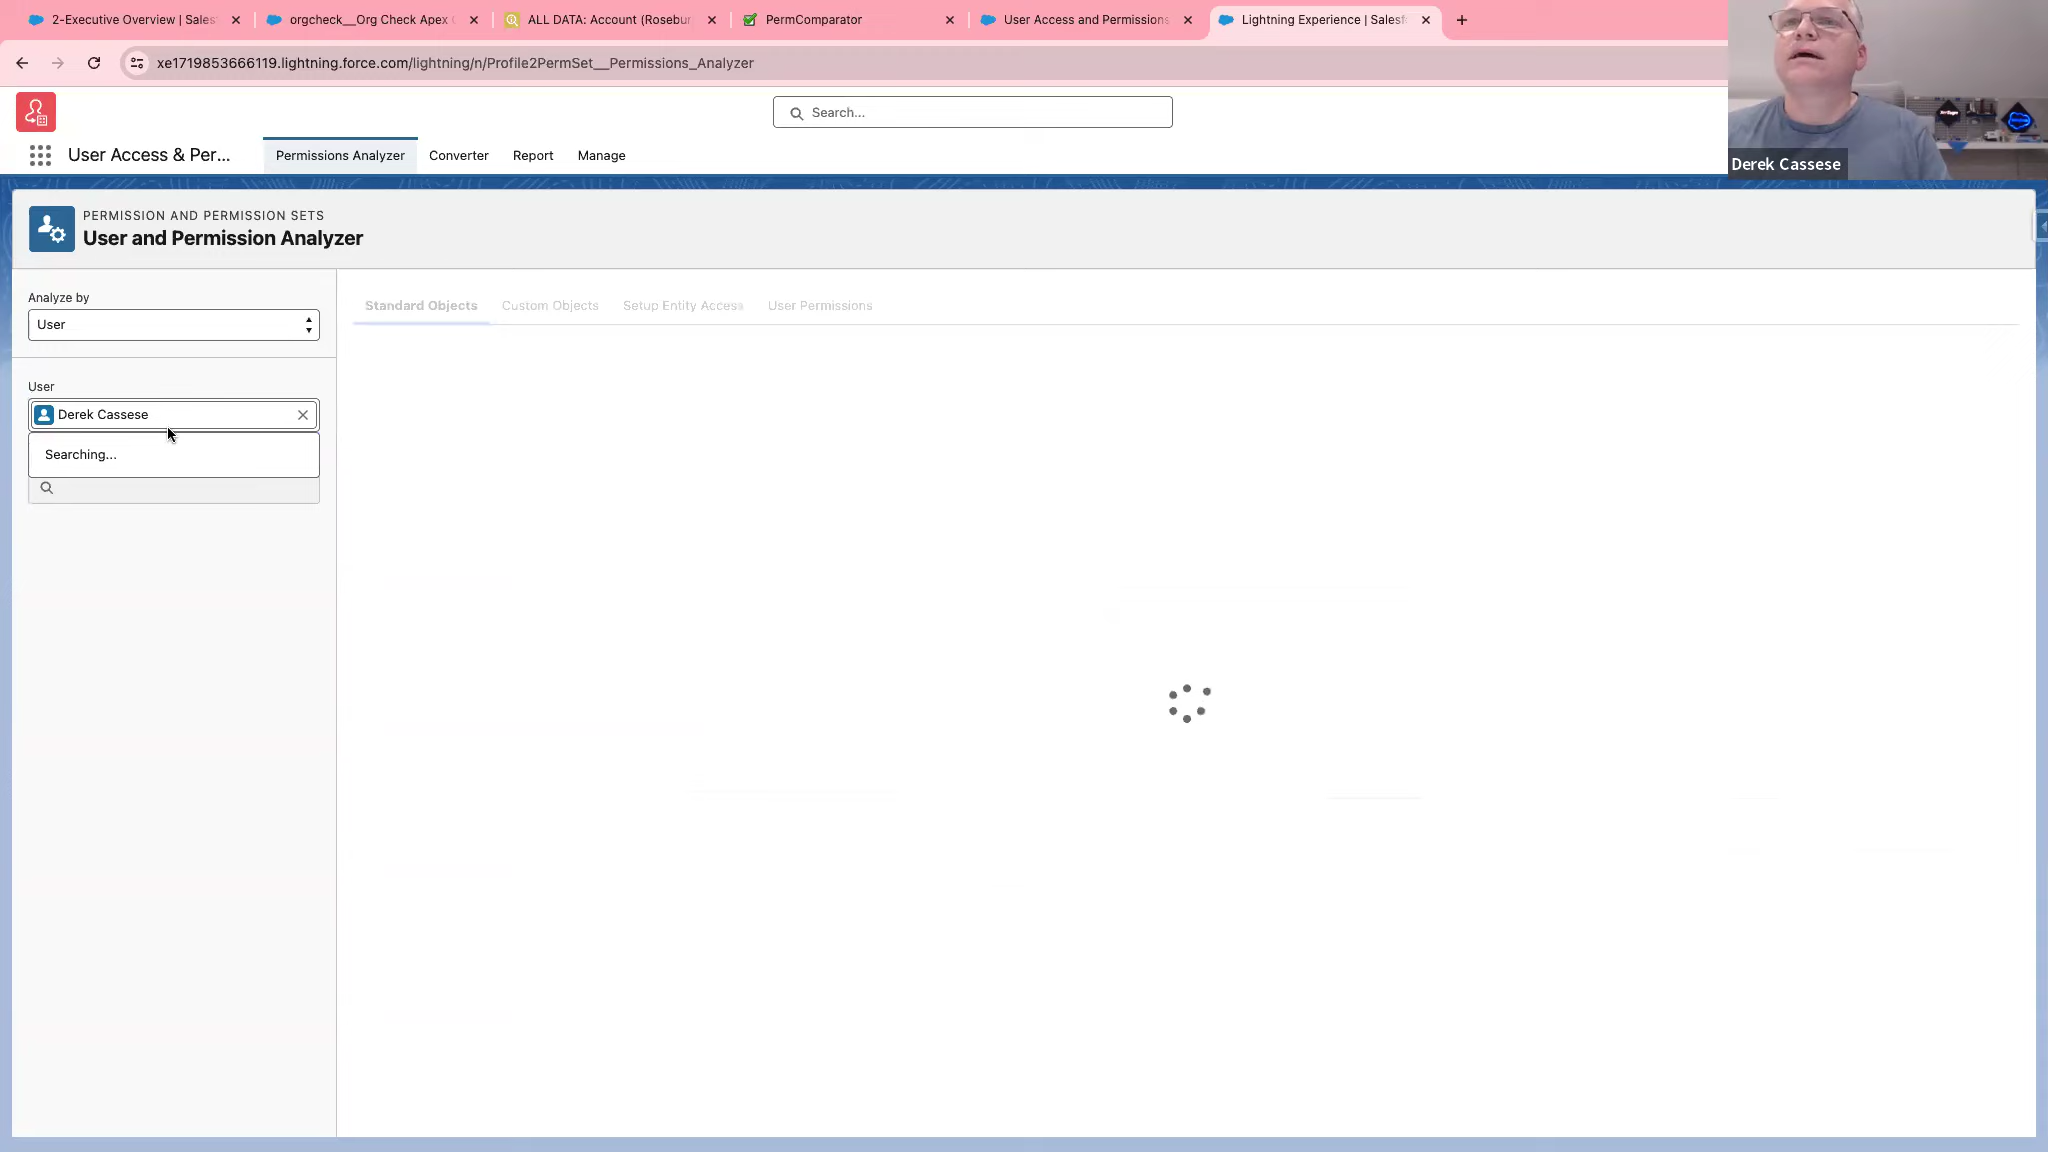 2-Executive Overview | Sales
orgcheck__Org Check Apex
ALL DATA: Account (Rosebur
PermComparator
User Access and Permissions
Lightning Experience | Salesf
xe1719853666119.lightning.force.com/lightning/n/Profile2PermSet__Permissions_Analyzer
Search...
Derek Cassese
User Access & Per...
Permissions Analyzer
Converter
Report
Manage
PERMISSION AND PERMISSION SETS
User and Permission Analyzer
Analyze by
User
User
Derek Cassese
Searching...
Standard Objects
Custom Objects
Setup Entity Access
User Permissions